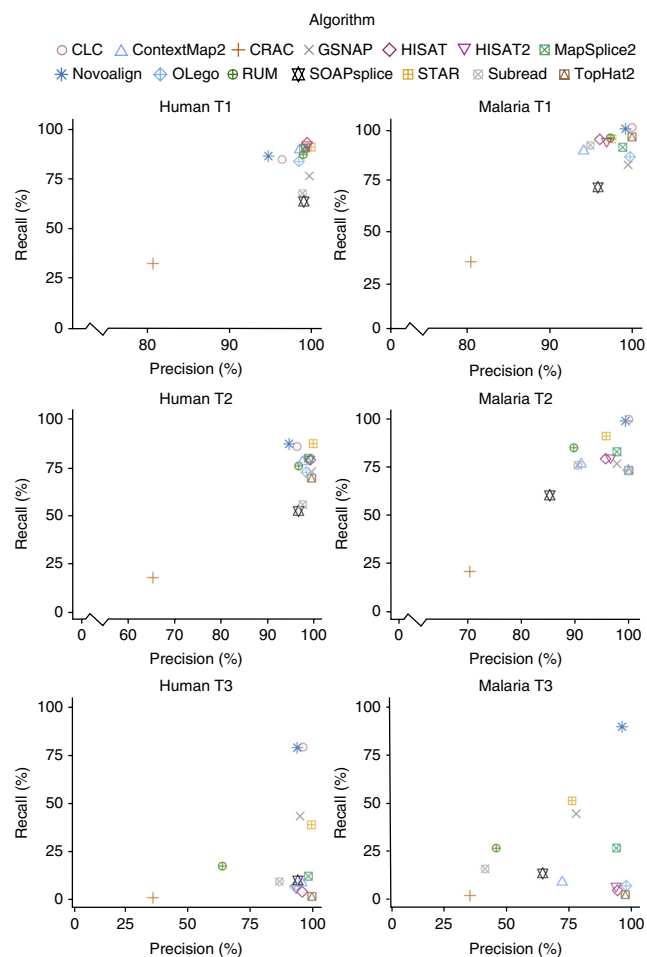 Algorithm
CLC ContextMap2 CRAC GSNAP HISAT HISAT2 MapSplice2
Novoalign OLego RUM SOAPsplice STAR Subread TopHat2
Human T1 Malaria T1
100 100
75 75
Recall (%) Recall (%)
50 50
25 25
0 0
80 90 100 0 80 90 100
Precision (%) Precision (%)
Human T2 Malaria T2
100 100
75 75
Recall (%) Recall (%)
50 50
25 25
0 0
0 60 70 80 90 100 0 70 80 90 100
Precision (%) Precision (%)
Human T3 Malaria T3
100 100
75 75
Recall (%) Recall (%)
50 50
25 25
0 0
0 25 50 75 100 0 25 50 75 100
Precision (%) Precision (%)